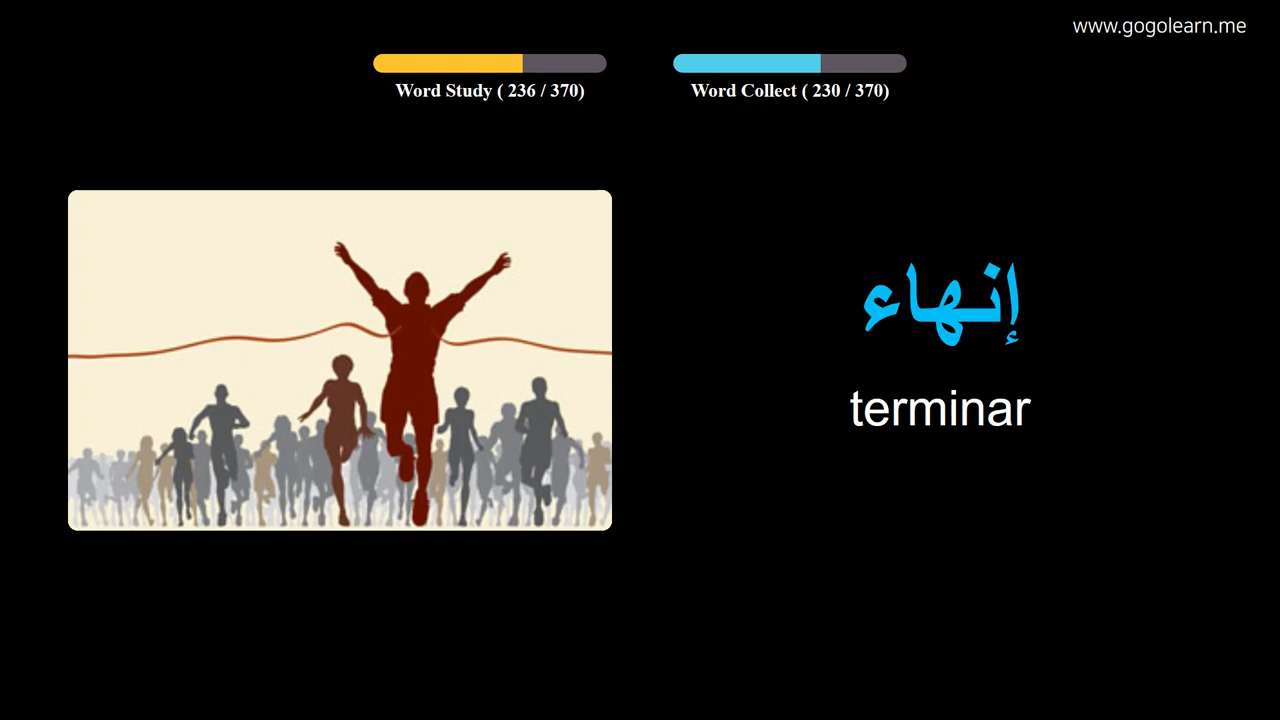 www.gogolearn.me
Word Study ( 236 / 370)
Word Collect ( 230 / 370)
إنهاء
terminar